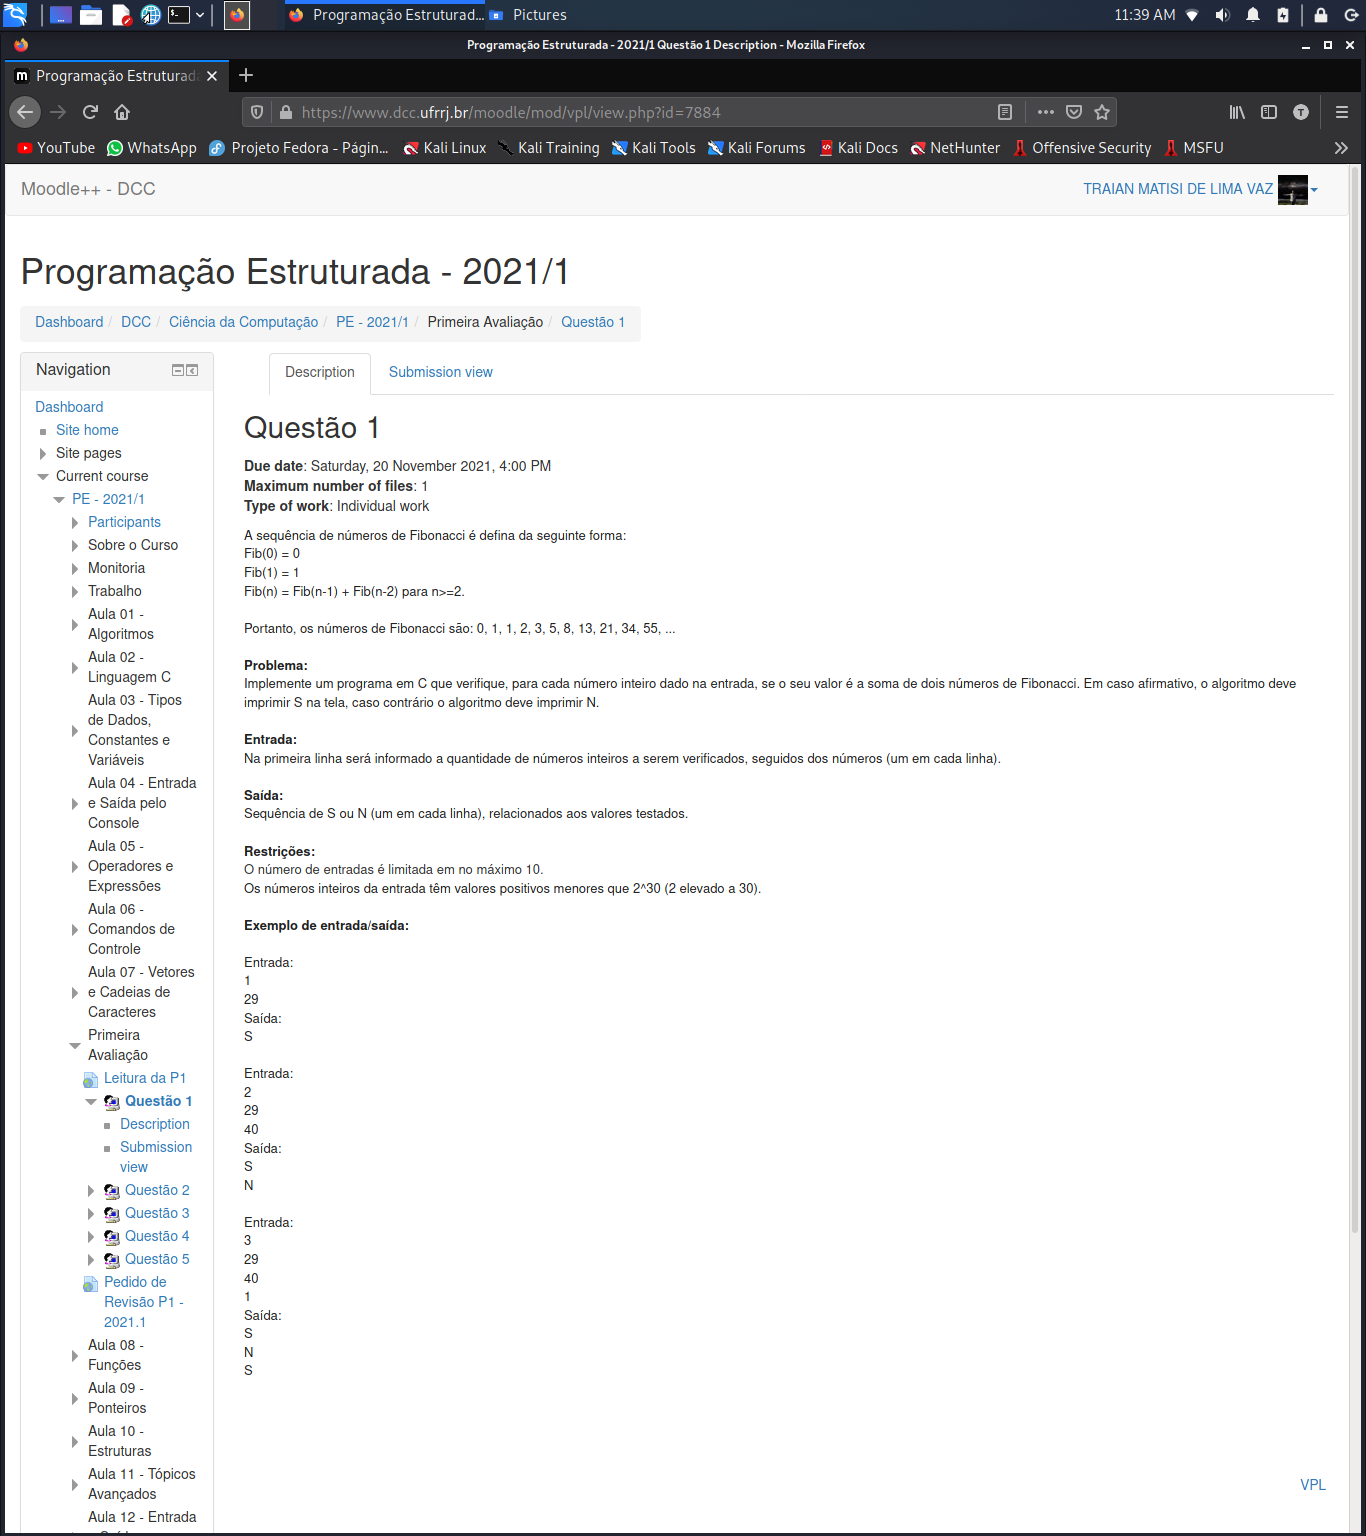 Programação Estruturad...
Pictures
11:39 AM
Programação Estruturada - 2021/1 Questão 1 Description - Mozilla Firefox
m Programação Estruturada
https://www.dcc.ufrrj.br/moodle/mod/vpl/view.php?id=7884
T
YouTube WhatsApp Projeto Fedora - Págin... Kali Linux Kali Training Kali Tools Kali Forums Kali Docs NetHunter Offensive Security MSFU
Moodle++ - DCC
TRAIAN MATISI DE LIMA VAZ
Programação Estruturada - 2021/1
Dashboard / DCC / Ciência da Computação / PE - 2021/1 / Primeira Avaliação / Questão 1
Navigation
Dashboard
Site home
Site pages
Current course
PE - 2021/1
Participants
Sobre o Curso
Monitoria
Trabalho
Aula 01 -
Algoritmos
Aula 02 -
Linguagem C
Aula 03 - Tipos
de Dados,
Constantes e
Variáveis
Aula 04 - Entrada
e Saída pelo
Console
Aula 05 -
Operadores e
Expressões
Aula 06 -
Comandos de
Controle
Aula 07 - Vetores
e Cadeias de
Caracteres
Primeira
Avaliação
Leitura da P1
Questão 1
Description
Submission
view
Questão 2
Questão 3
Questão 4
Questão 5
Pedido de
Revisão P1 -
2021.1
Aula 08 -
Funções
Aula 09 -
Ponteiros
Aula 10 -
Estruturas
Aula 11 - Tópicos
Avançados
Aula 12 - Entrada
Description
Submission view
Questão 1
Due date: Saturday, 20 November 2021, 4:00 PM
Maximum number of files: 1
Type of work: Individual work
A sequência de números de Fibonacci é defina da seguinte forma:
Fib(0) = 0
Fib(1) = 1
Fib(n) = Fib(n-1) + Fib(n-2) para n>=2.
Portanto, os números de Fibonacci são: 0, 1, 1, 2, 3, 5, 8, 13, 21, 34, 55, ...
Problema:
Implemente um programa em C que verifique, para cada número inteiro dado na entrada, se o seu valor é a soma de dois números de Fibonacci. Em caso afirmativo, o algoritmo deve
imprimir S na tela, caso contrário o algoritmo deve imprimir N.
Entrada:
Na primeira linha será informado a quantidade de números inteiros a serem verificados, seguidos dos números (um em cada linha).
Saída:
Sequência de S ou N (um em cada linha), relacionados aos valores testados.
Restrições:
O número de entradas é limitada em no máximo 10.
Os números inteiros da entrada têm valores positivos menores que 2^30 (2 elevado a 30).
Exemplo de entrada/saída:
Entrada:
1
29
Saída:
S
Entrada:
2
29
40
Saída:
S
N
Entrada:
3
29
40
1
Saída:
S
N
S
VPL